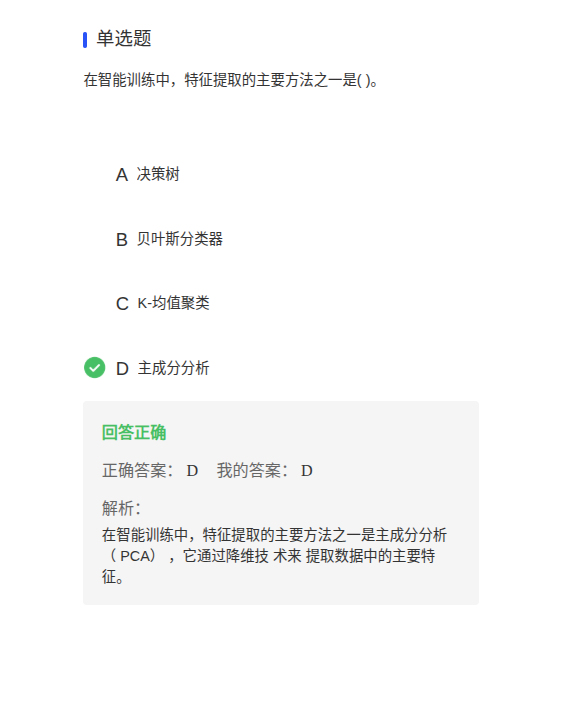 单选题
在智能训练中，特征提取的主要方法之一是( )。
A 决策树
B 贝叶斯分类器
C K-均值聚类
D 主成分分析
回答正确
正确答案： D 我的答案： D
解析：
在智能训练中，特征提取的主要方法之一是主成分分析
（ PCA） ，它通过降维技 术来 提取数据中的主要特
征。